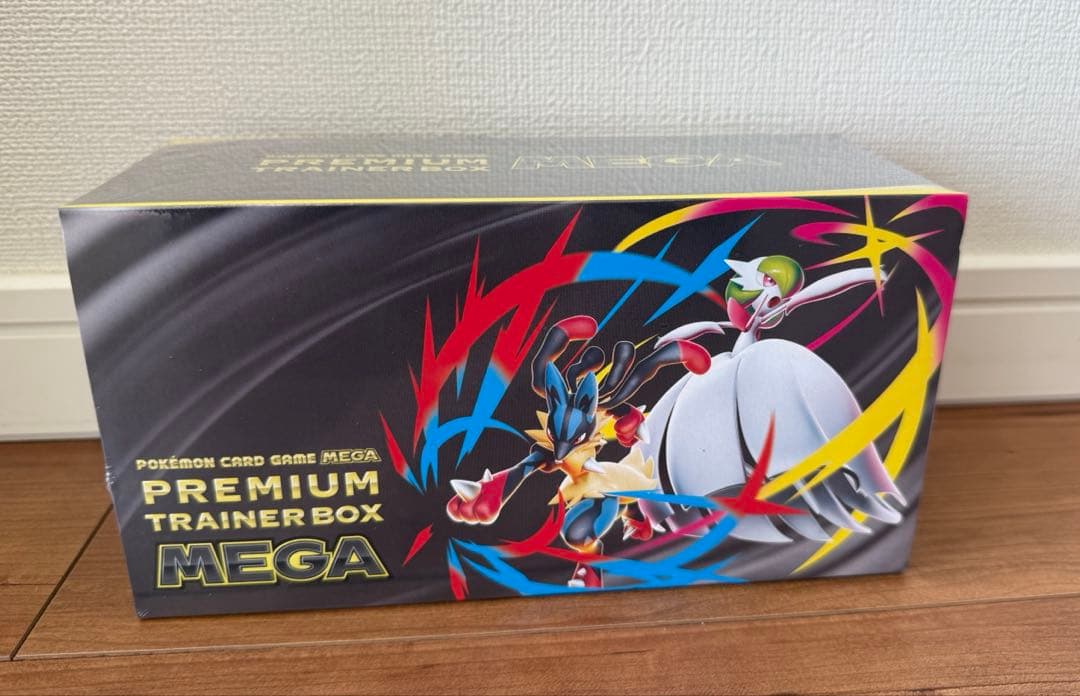 PREMIUM
TRAINER BOX
MEGA
POKÉMON CARD GAME MEGA
PREMIUM
TRAINER BOX
MEGA